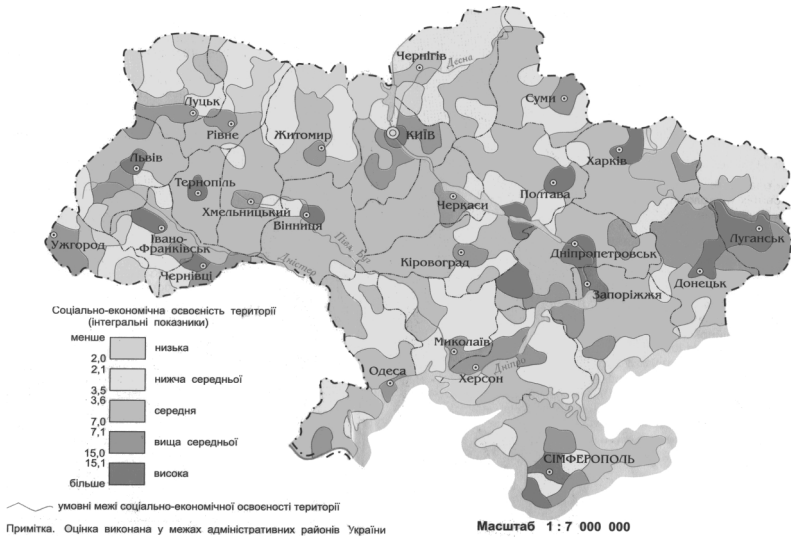 Чернігів
Десна
Суми
Луцьк
Рівне
Житомир
КИЇВ
Харків
Львів
Тернопіль
Хмельницький
Вінниця
Черкаси
Полтава
Ужгород
Івано-
-Франківськ
Чернівці
Дністер
Півд. Буг
Кіровоград
Дніпропетровськ
Луганськ
Донецьк
Запоріжжя
Миколаїв
Одеса
Херсон
Дніпро
СІМФЕРОПОЛЬ
Соціально-економічна освоєність території
(інтегральні показники)
менше
2,0 низька
2,1
3,5 нижча середньої
3,6
7,0 середня
7,1
15,0 вища середньої
15,1
більше висока
умовні межі соціально-економічної освоєності території
Примітка. Оцінка виконана у межах адміністративних районів України
Масштаб 1 : 7 000 000